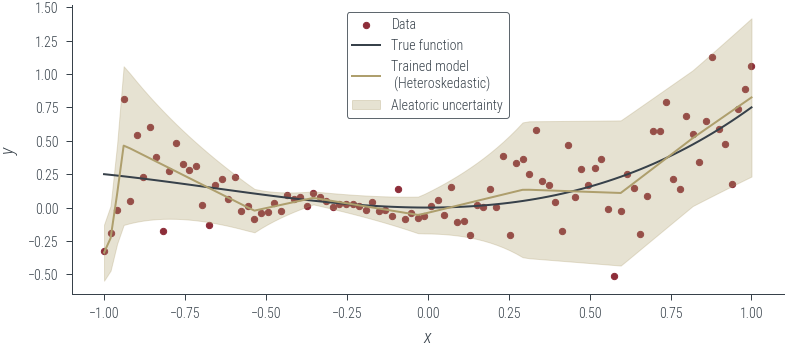 1.50
1.25
1.00
0.75
0.50
0.25
0.00
−0.25
−0.50
y
Data
True function
Trained model
(Heteroskedastic)
Aleatoric uncertainty
−1.00 −0.75 −0.50 −0.25 0.00 0.25 0.50 0.75 1.00
x